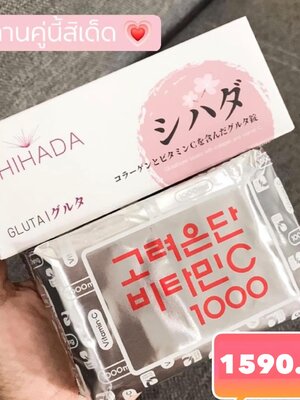 ทานคู่นี้สิเด็ด
HIHADA
シハダ
コラーゲンとビタミンCを含んだグルタ錠
GLUTA | グルタ
고려은단
비타민C
1000
Vitamin C
1590.